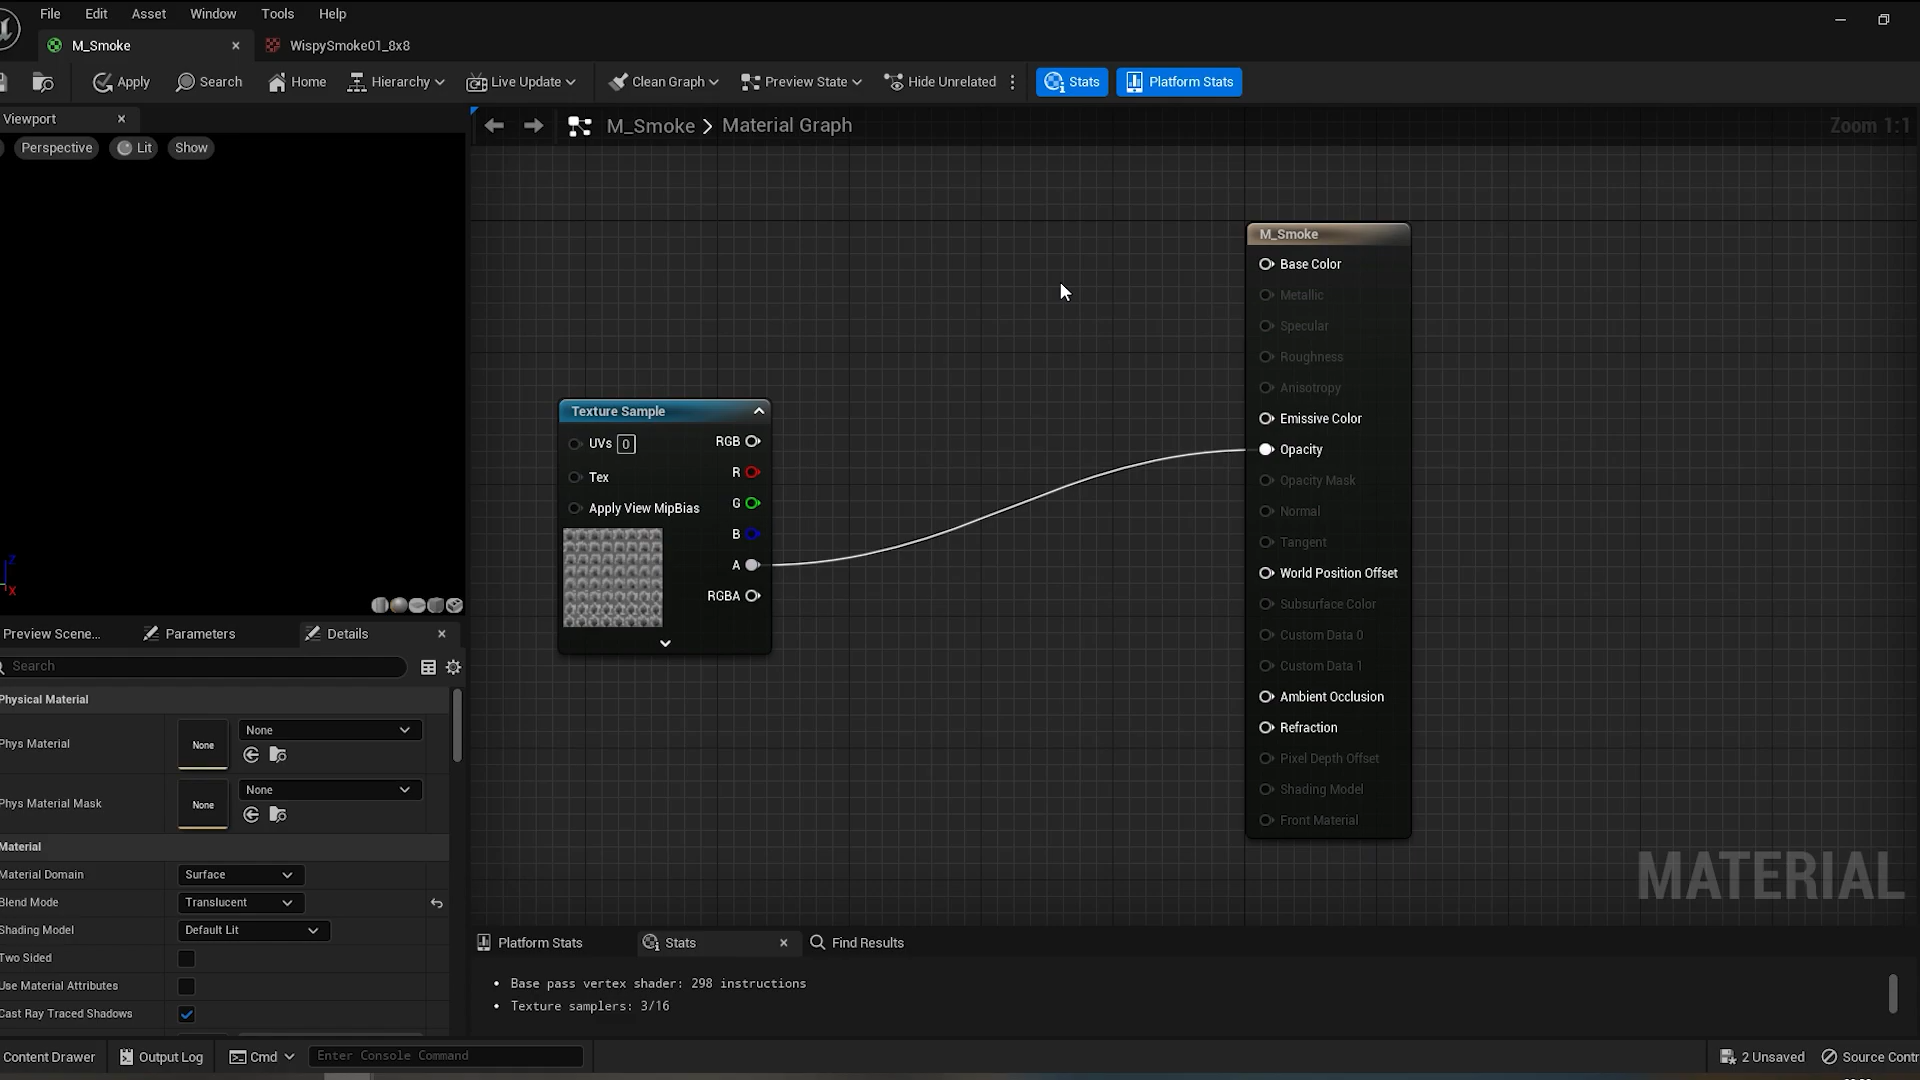 File Edit Asset Window Tools Help
M_Smoke WispySmoke01_8x8
Apply Search Home Hierarchy Live Update Clean Graph Preview State Hide Unrelated Stats Platform Stats
Viewport
Perspective Lit Show
M_Smoke Material Graph
Zoom 1:1
M_Smoke
Base Color
Metallic
Specular
Roughness
Anisotropy
Emissive Color
Opacity
Opacity Mask
Normal
Tangent
World Position Offset
Subsurface Color
Custom Data 0
Custom Data 1
Ambient Occlusion
Refraction
Pixel Depth Offset
Shading Model
Front Material
Texture Sample
UVs 0 RGB
R
Tex
G
Apply View MipBias
B
A
RGBA
Z
X
Preview Scene... Parameters Details
Search
Physical Material
Phys Material None None
Phys Material Mask None None
Material
Material Domain Surface
Blend Mode Translucent
Shading Model Default Lit
Two Sided
Use Material Attributes
Cast Ray Traced Shadows
MATERIAL
Platform Stats Stats Find Results
• Base pass vertex shader: 298 instructions
• Texture samplers: 3/16
Content Drawer Output Log Cmd Enter Console Command 2 Unsaved Source Contr